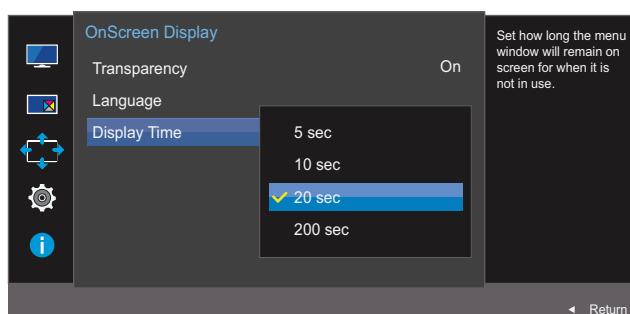 OnScreen Display
Transparency On
Language
Display Time
5 sec
10 sec
20 sec
200 sec
Set how long the menu
window will remain on
screen for when it is
not in use.
Return